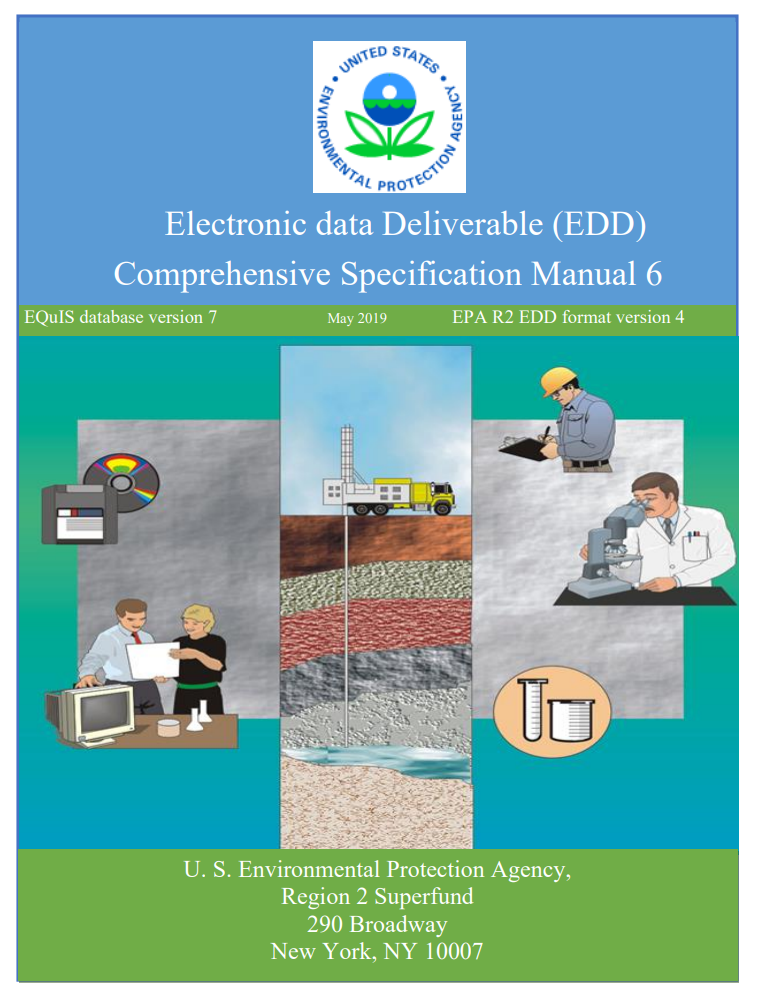 UNITED STATES
ENVIRONMENTAL PROTECTION AGENCY
Electronic data Deliverable (EDD)
Comprehensive Specification Manual 6
EQuIS database version 7 May 2019 EPA R2 EDD format version 4
U. S. Environmental Protection Agency,
Region 2 Superfund
290 Broadway
New York, NY 10007